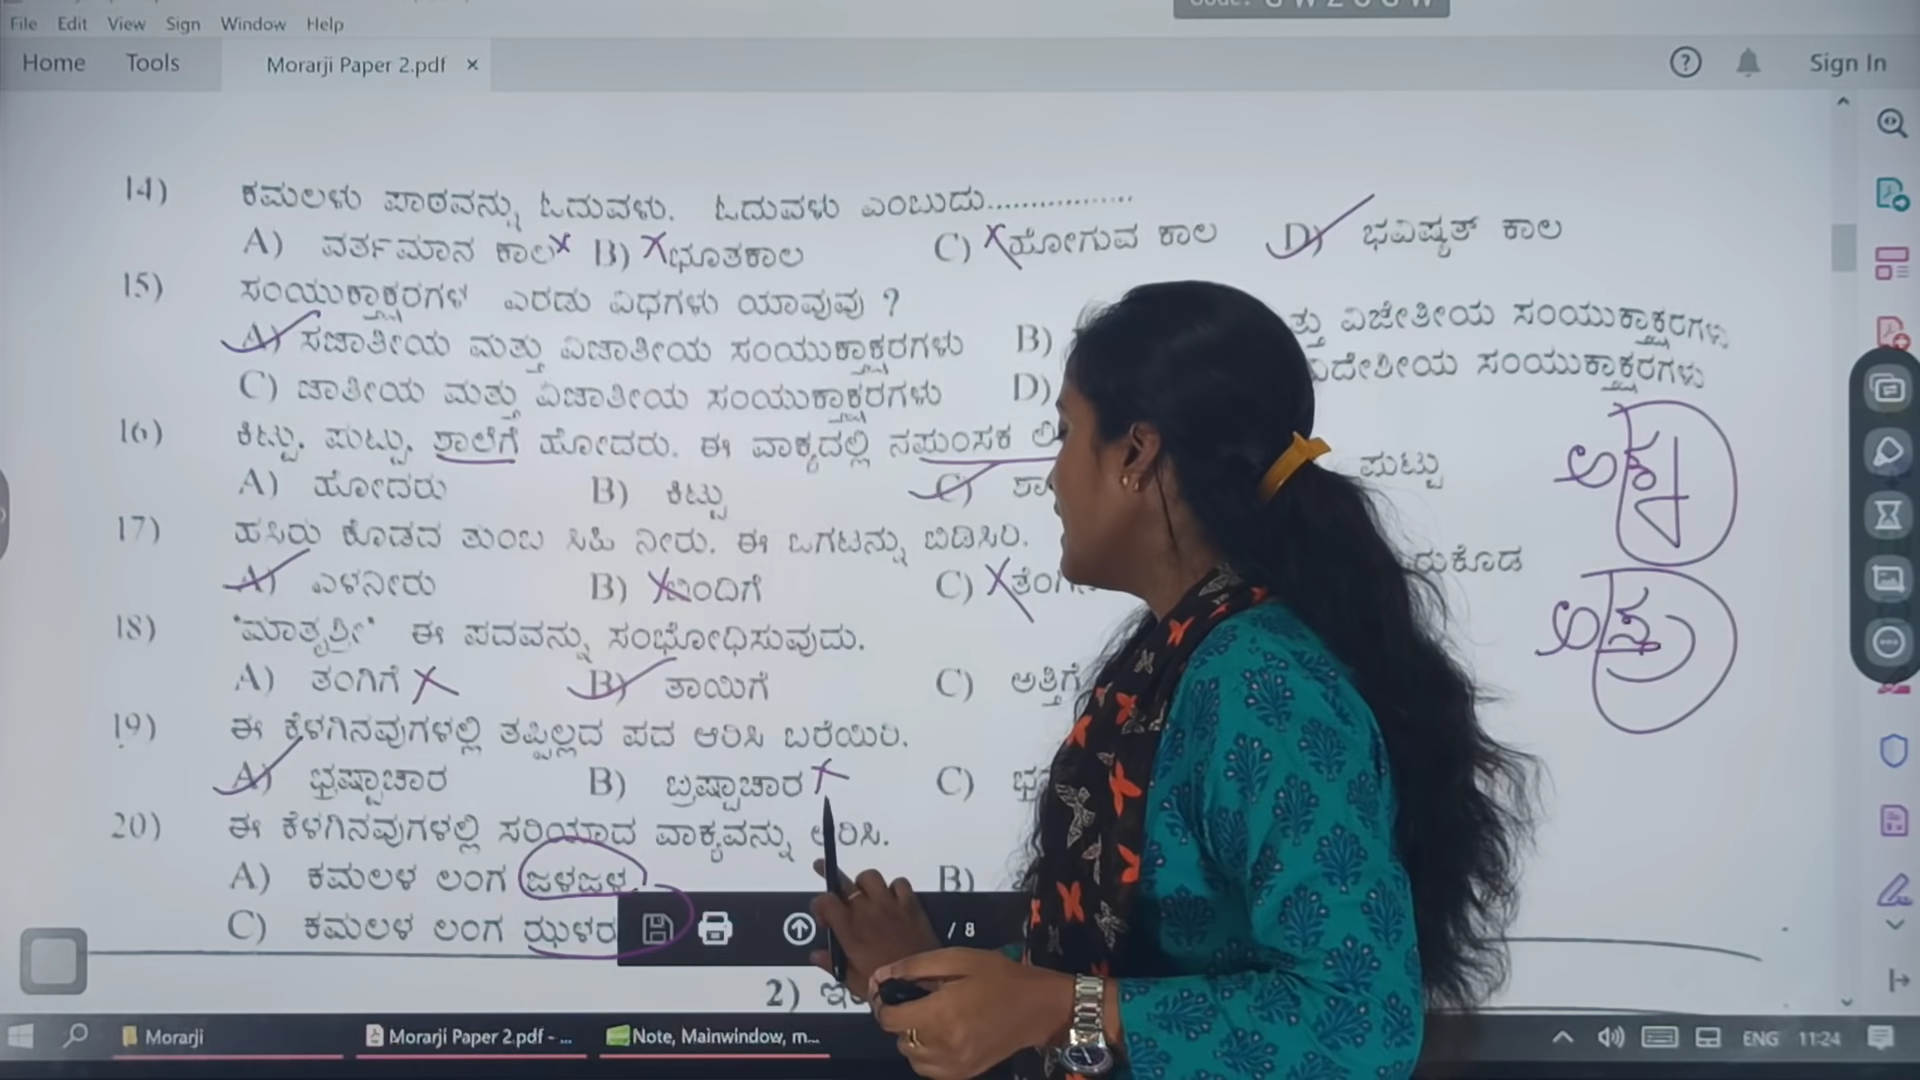 File Edit View Sign Window Help
Home Tools Morarji Paper 2.pdf × Sign In
14) ಕಮಲಳು ಪಾಠವನ್ನು ಓದುವಳು. ಓದುವಳು ಎಂಬುದು................
A) ವರ್ತಮಾನ ಕಾಲ B) ಭೂತಕಾಲ C) ಹೋಗುವ ಕಾಲ D) ಭವಿಷ್ಯತ್ ಕಾಲ
15) ಸಂಯುಕ್ತಾಕ್ಷರಗಳ ಎರಡು ವಿಧಗಳು ಯಾವುವು ?
A) ಸಜಾತೀಯ ಮತ್ತು ವಿಜಾತೀಯ ಸಂಯುಕ್ತಾಕ್ಷರಗಳು B) ವಿಜೇತೀಯ ಸಂಯುಕ್ತಾಕ್ಷರಗಳು
C) ಜಾತೀಯ ಮತ್ತು ವಿಜಾತೀಯ ಸಂಯುಕ್ತಾಕ್ಷರಗಳು D) ವಿದೇಶೀಯ ಸಂಯುಕ್ತಾಕ್ಷರಗಳು
16) ಕಿಟ್ಟು, ಪುಟ್ಟು, ಶಾಲೆಗೆ ಹೋದರು. ಈ ವಾಕ್ಯದಲ್ಲಿ ನಪುಂಸಕ
A) ಹೋದರು B) ಕಿಟ್ಟು C) ಪುಟ್ಟು
17) ಹಸಿರು ಕೊಡವ ತುಂಬ ಸಿಹಿ ನೀರು. ಈ ಒಗಟನ್ನು ಬಿಡಿಸಿರಿ.
A) ಎಳನೀರು B) ಬಿಂದಿಗೆ C)
18) 'ಮಾತೃಶ್ರೀ' ಈ ಪದವನ್ನು ಸಂಭೋಧಿಸುವುದು.
A) ತಂಗಿಗೆ B) ತಾಯಿಗೆ C) ಅತ್ತಿಗೆ
19) ಈ ಕೆಳಗಿನವುಗಳಲ್ಲಿ ತಪ್ಪಿಲ್ಲದ ಪದ ಆರಿಸಿ ಬರೆಯಿರಿ.
A) ಭ್ರಷ್ಟಾಚಾರ B) ಬ್ರಷ್ಟಾಚಾರ C)
20) ಈ ಕೆಳಗಿನವುಗಳಲ್ಲಿ ಸರಿಯಾದ ವಾಕ್ಯವನ್ನು ಆರಿಸಿ.
A) ಕಮಲಳ ಲಂಗ ಜಳಜಳ. B)
C) ಕಮಲಳ ಲಂಗ
/ 8
2)
Morarji Morarji Paper 2.pdf - ... Note, Mainwindow, m... ENG 11:24